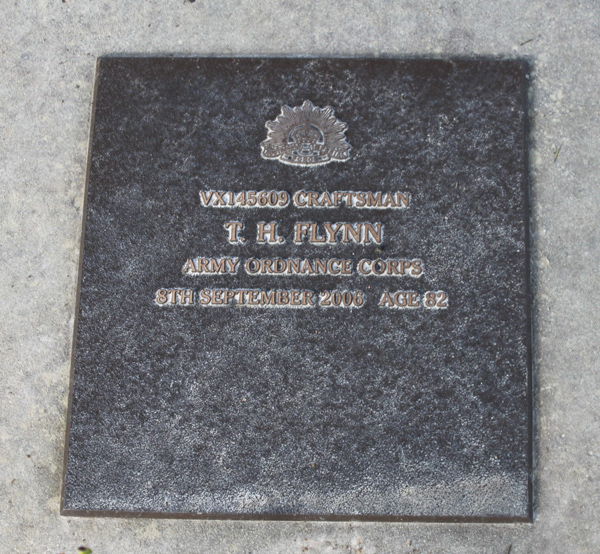 VX145609 CRAFTSMAN
T. H. FLYNN
ARMY ORDNANCE CORPS
8TH SEPTEMBER 2006 AGE 82